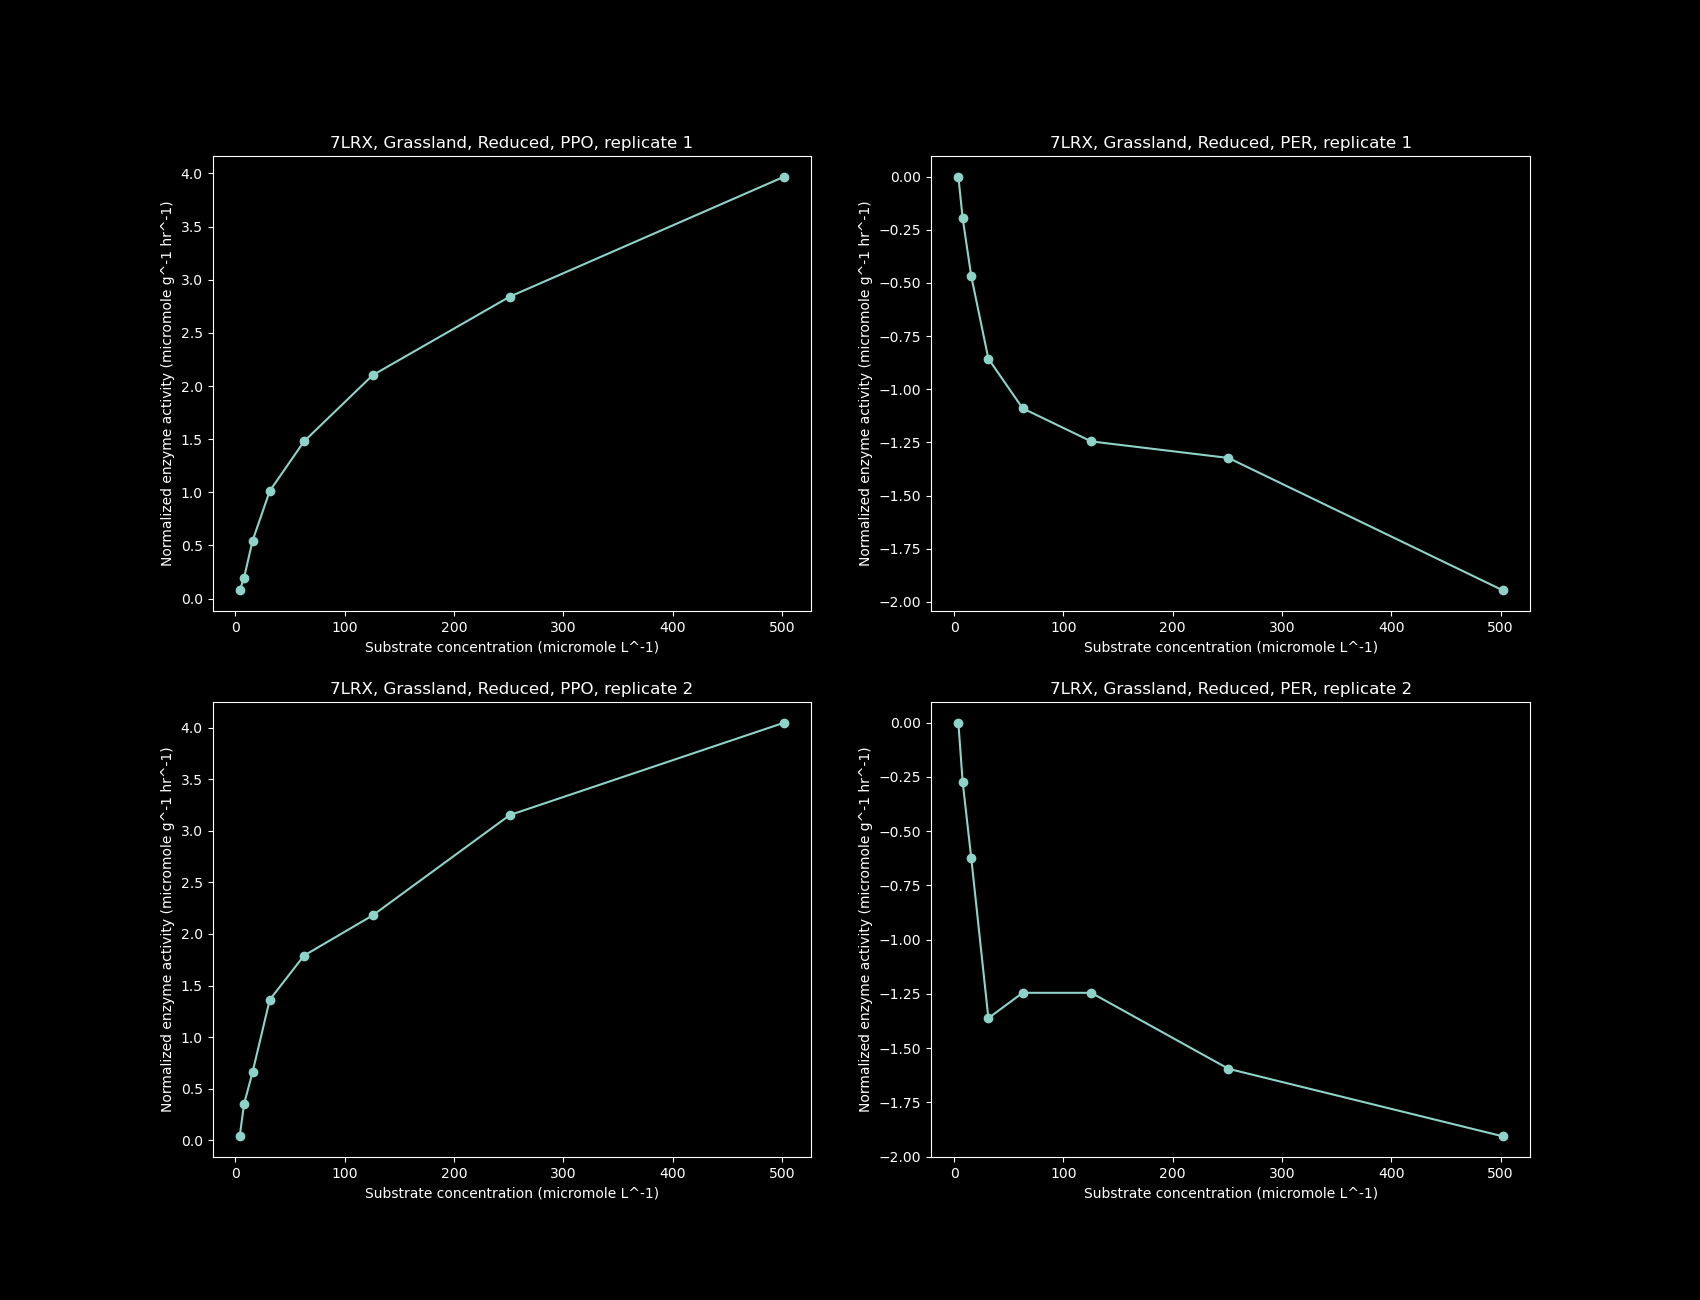 7LRX, Grassland, Reduced, PPO, replicate 1
Normalized enzyme activity (micromole g^-1 hr^-1)
4.0
3.5
3.0
2.5
2.0
1.5
1.0
0.5
0.0
0 100 200 300 400 500
Substrate concentration (micromole L^-1)
7LRX, Grassland, Reduced, PER, replicate 1
Normalized enzyme activity (micromole g^-1 hr^-1)
0.00
−0.25
−0.50
−0.75
−1.00
−1.25
−1.50
−1.75
−2.00
0 100 200 300 400 500
Substrate concentration (micromole L^-1)
7LRX, Grassland, Reduced, PPO, replicate 2
Normalized enzyme activity (micromole g^-1 hr^-1)
4.0
3.5
3.0
2.5
2.0
1.5
1.0
0.5
0.0
0 100 200 300 400 500
Substrate concentration (micromole L^-1)
7LRX, Grassland, Reduced, PER, replicate 2
Normalized enzyme activity (micromole g^-1 hr^-1)
0.00
−0.25
−0.50
−0.75
−1.00
−1.25
−1.50
−1.75
−2.00
0 100 200 300 400 500
Substrate concentration (micromole L^-1)